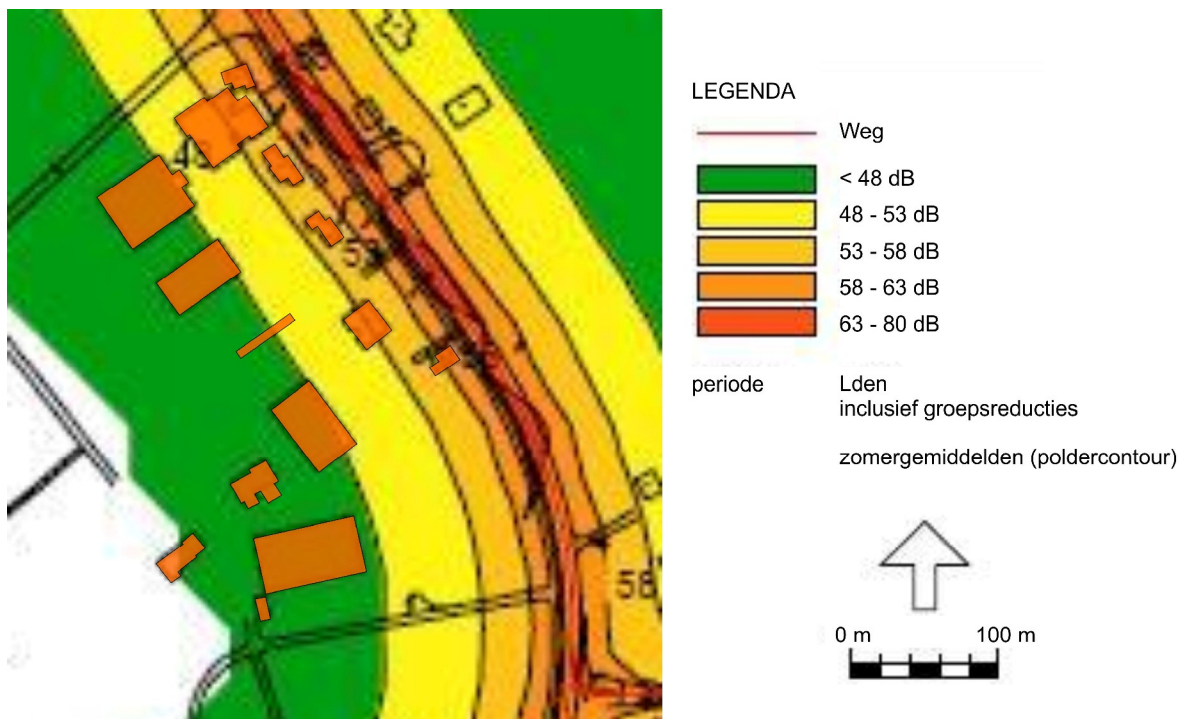 LEGENDA
Weg
< 48 dB
48 - 53 dB
53 - 58 dB
58 - 63 dB
63 - 80 dB
periode
Lden
inclusief groepsreducties
zomergemiddelden (poldercontour)
0 m 100 m
58